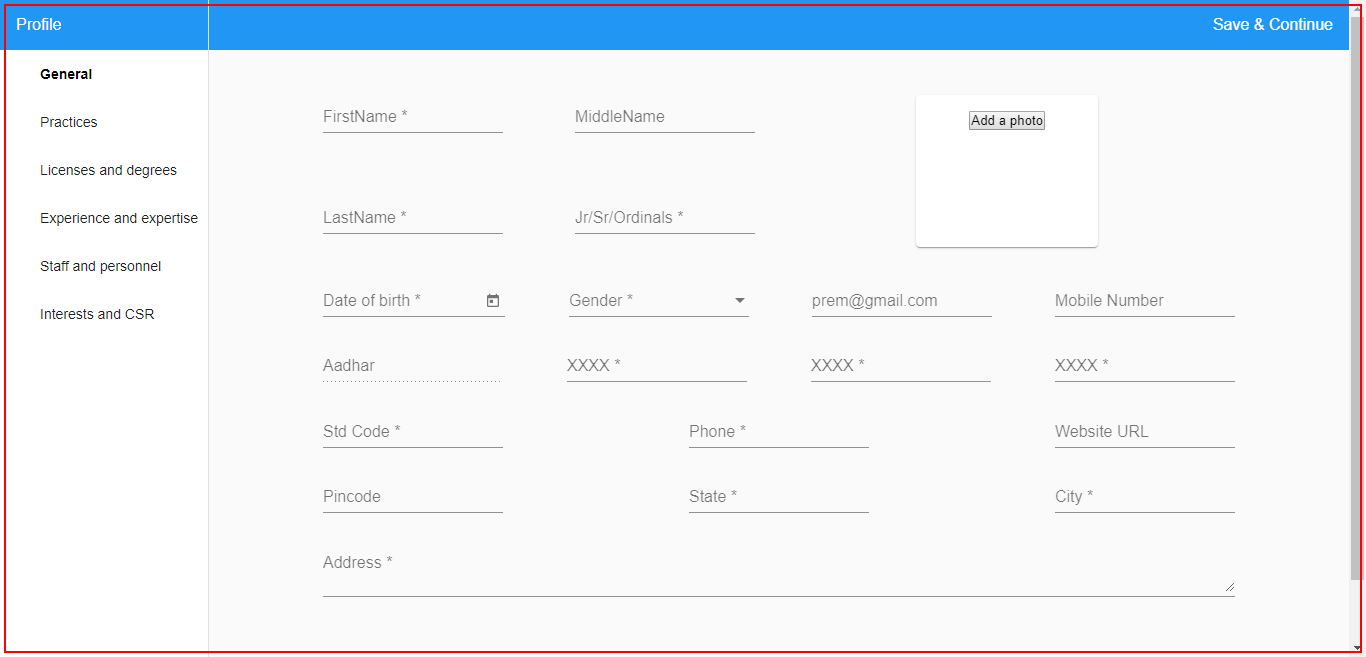 Profile
Save & Continue
General
Practices
Licenses and degrees
Experience and expertise
Staff and personnel
Interests and CSR
FirstName *
MiddleName
Add a photo
LastName *
Jr/Sr/Ordinals *
Date of birth *
Gender *
prem@gmail.com
Mobile Number
Aadhar
XXXX *
XXXX *
XXXX *
Std Code *
Phone *
Website URL
Pincode
State *
City *
Address *